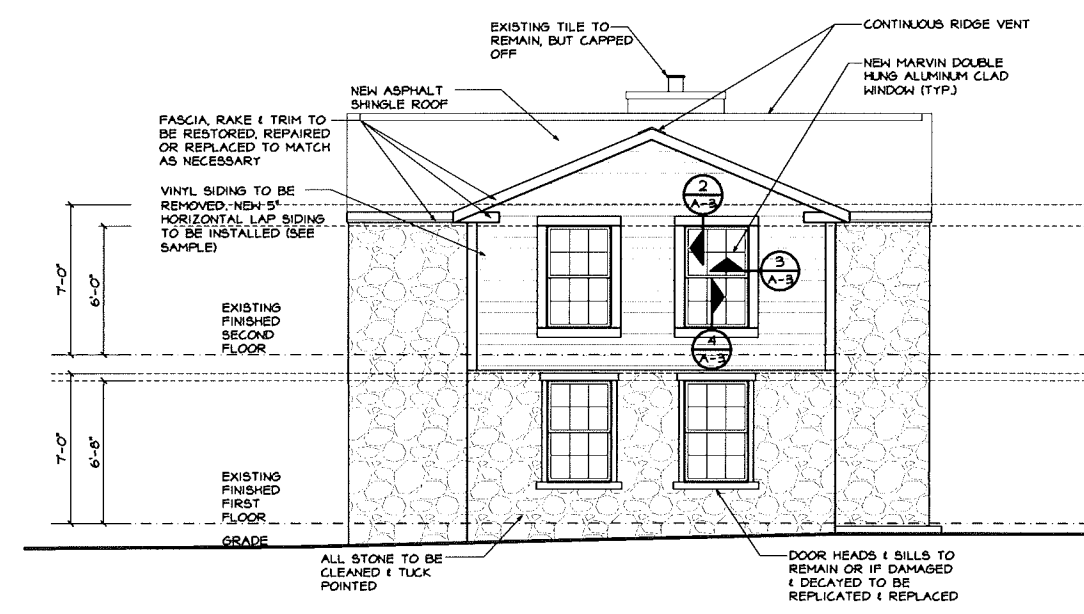 EXISTING TILE TO
REMAIN, BUT CAPPED
OFF
CONTINUOUS RIDGE VENT
NEW MARVIN DOUBLE
HUNG ALUMINUM CLAD
WINDOW (TYP.)
NEW ASPHALT
SHINGLE ROOF
FASCIA, RAKE & TRIM TO
BE RESTORED, REPAIRED
OR REPLACED TO MATCH
AS NECESSARY
VINYL SIDING TO BE
REMOVED, NEW 5"
HORIZONTAL LAP SIDING
TO BE INSTALLED (SEE
SAMPLE)
2
A-3
3
A-3
4
A-3
7'-0"
6'-0"
EXISTING
FINISHED
SECOND
FLOOR
7'-0"
6'-8"
EXISTING
FINISHED
FIRST
FLOOR
GRADE
ALL STONE TO BE
CLEANED & TUCK
POINTED
DOOR HEADS & SILLS TO
REMAIN OR IF DAMAGED
& DECAYED TO BE
REPLICATED & REPLACED